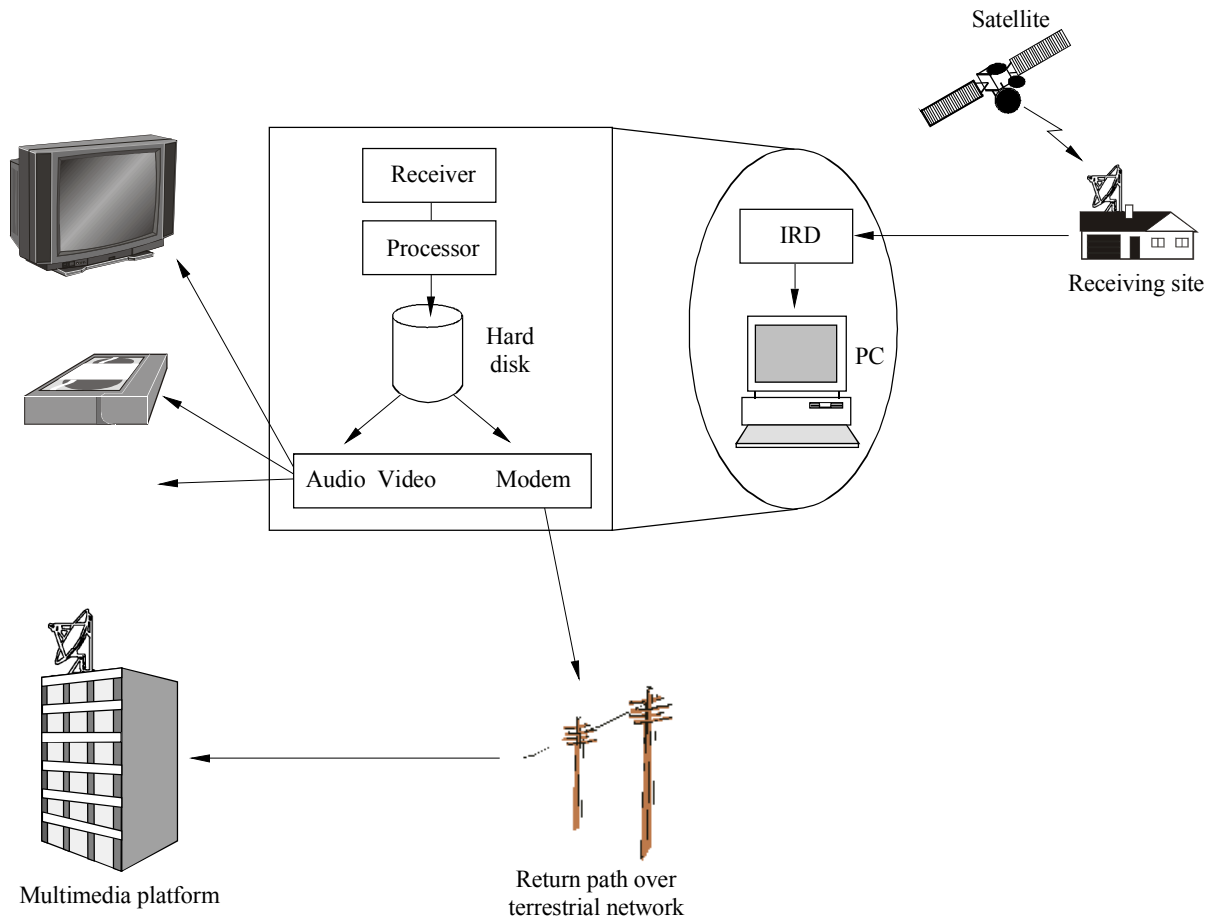 Satellite
Receiver
Processor
Hard
disk
Audio Video Modem
IRD
PC
Receiving site
Multimedia platform
Return path over
terrestrial network